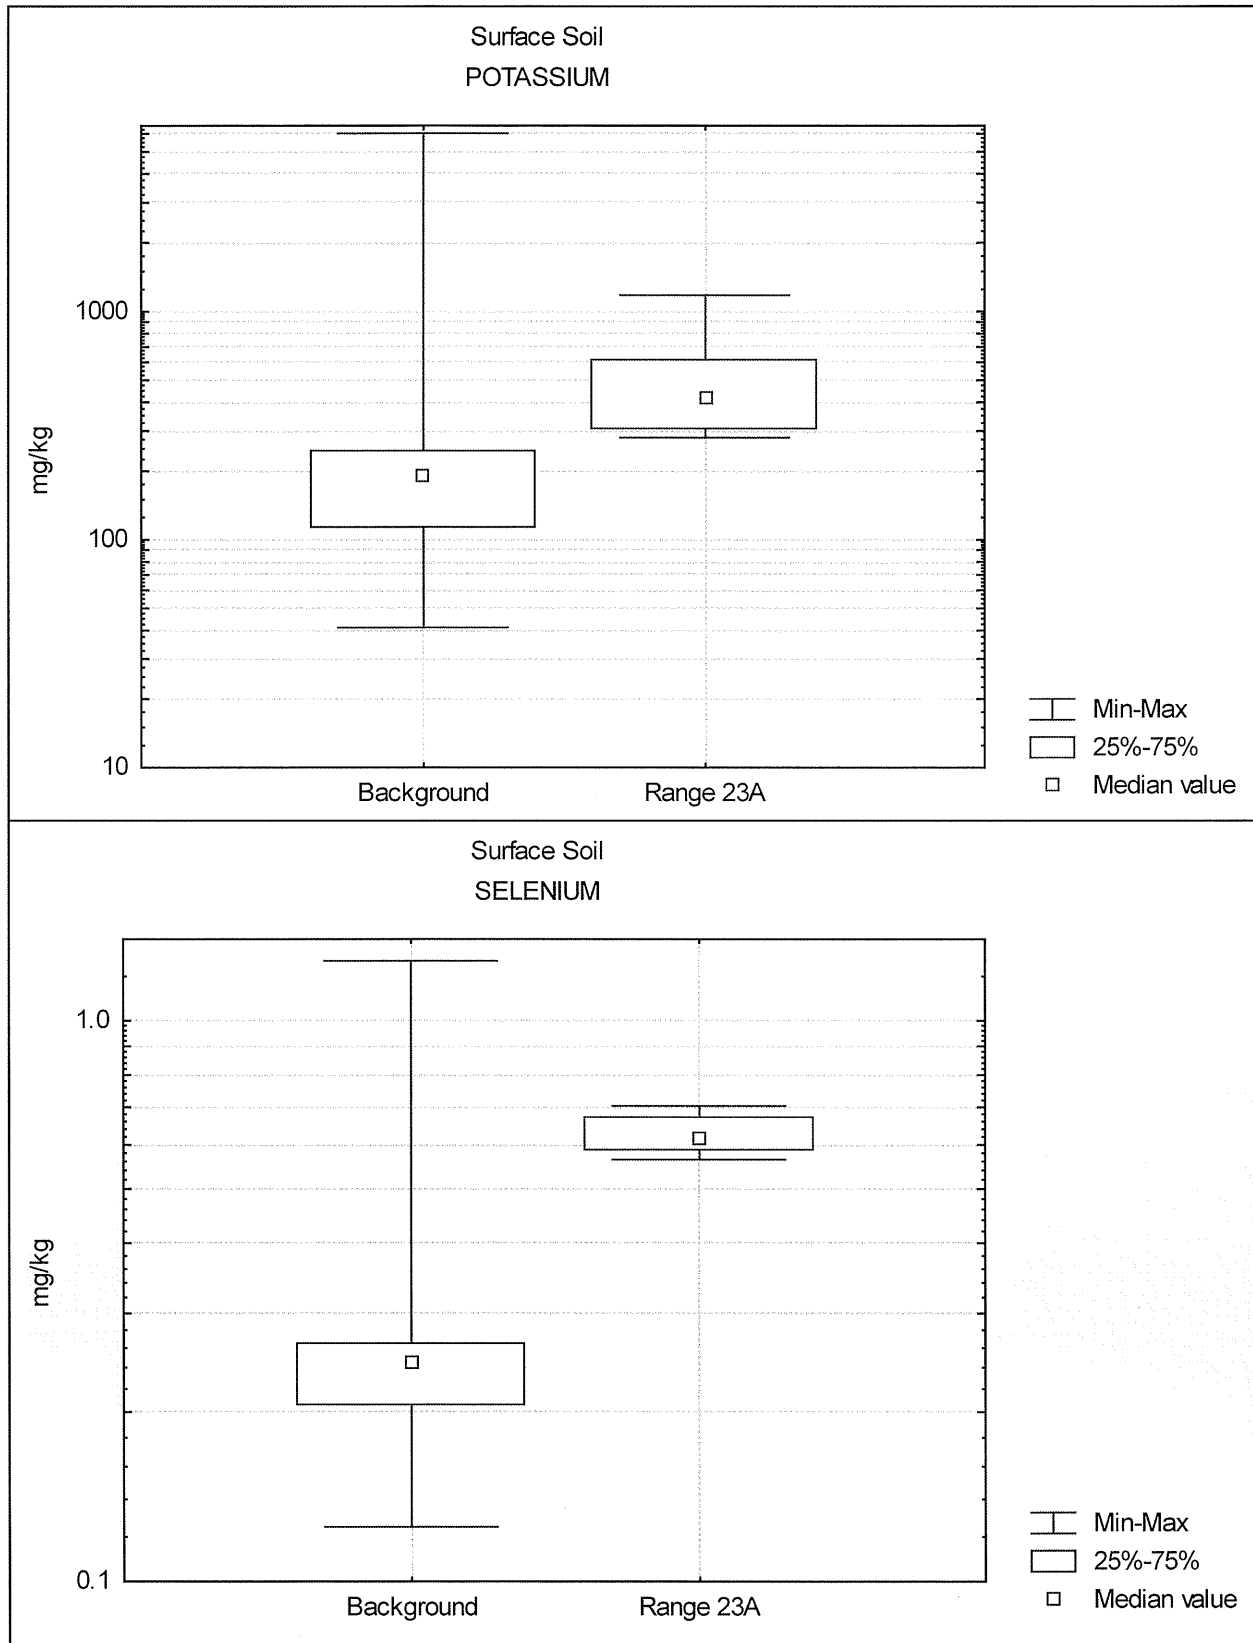 Surface Soil
POTASSIUM
1000
100
10
mg/kg
Background
Range 23A
Min-Max
25%-75%
Median value
Surface Soil
SELENIUM
1.0
0.1
mg/kg
Background
Range 23A
Min-Max
25%-75%
Median value